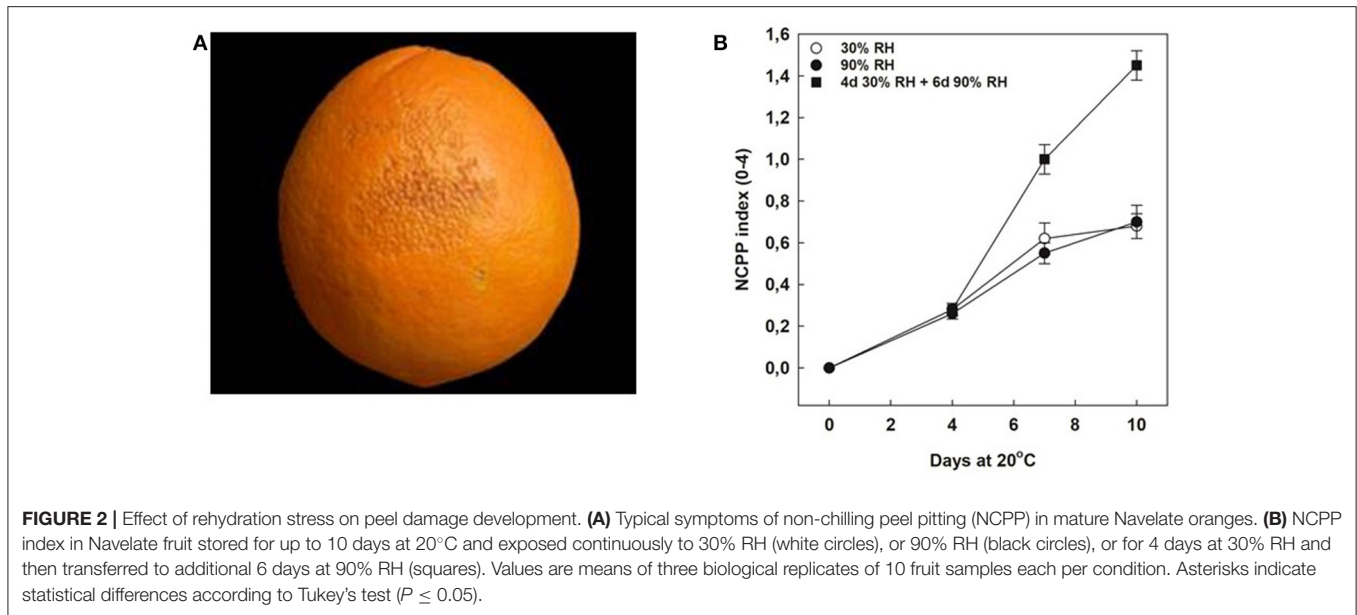 A
B
1,6
1,4
1,2
1,0
0,8
0,6
0,4
0,2
0,0
NCPP index (0-4)
30% RH
90% RH
4d 30% RH + 6d 90% RH
0 2 4 6 8 10
Days at 20°C
FIGURE 2 | Effect of rehydration stress on peel damage development. (A) Typical symptoms of non-chilling peel pitting (NCPP) in mature Navelate oranges. (B) NCPP
index in Navelate fruit stored for up to 10 days at 20°C and exposed continuously to 30% RH (white circles), or 90% RH (black circles), or for 4 days at 30% RH and
then transferred to additional 6 days at 90% RH (squares). Values are means of three biological replicates of 10 fruit samples each per condition. Asterisks indicate
statistical differences according to Tukey's test (P ≤ 0.05).